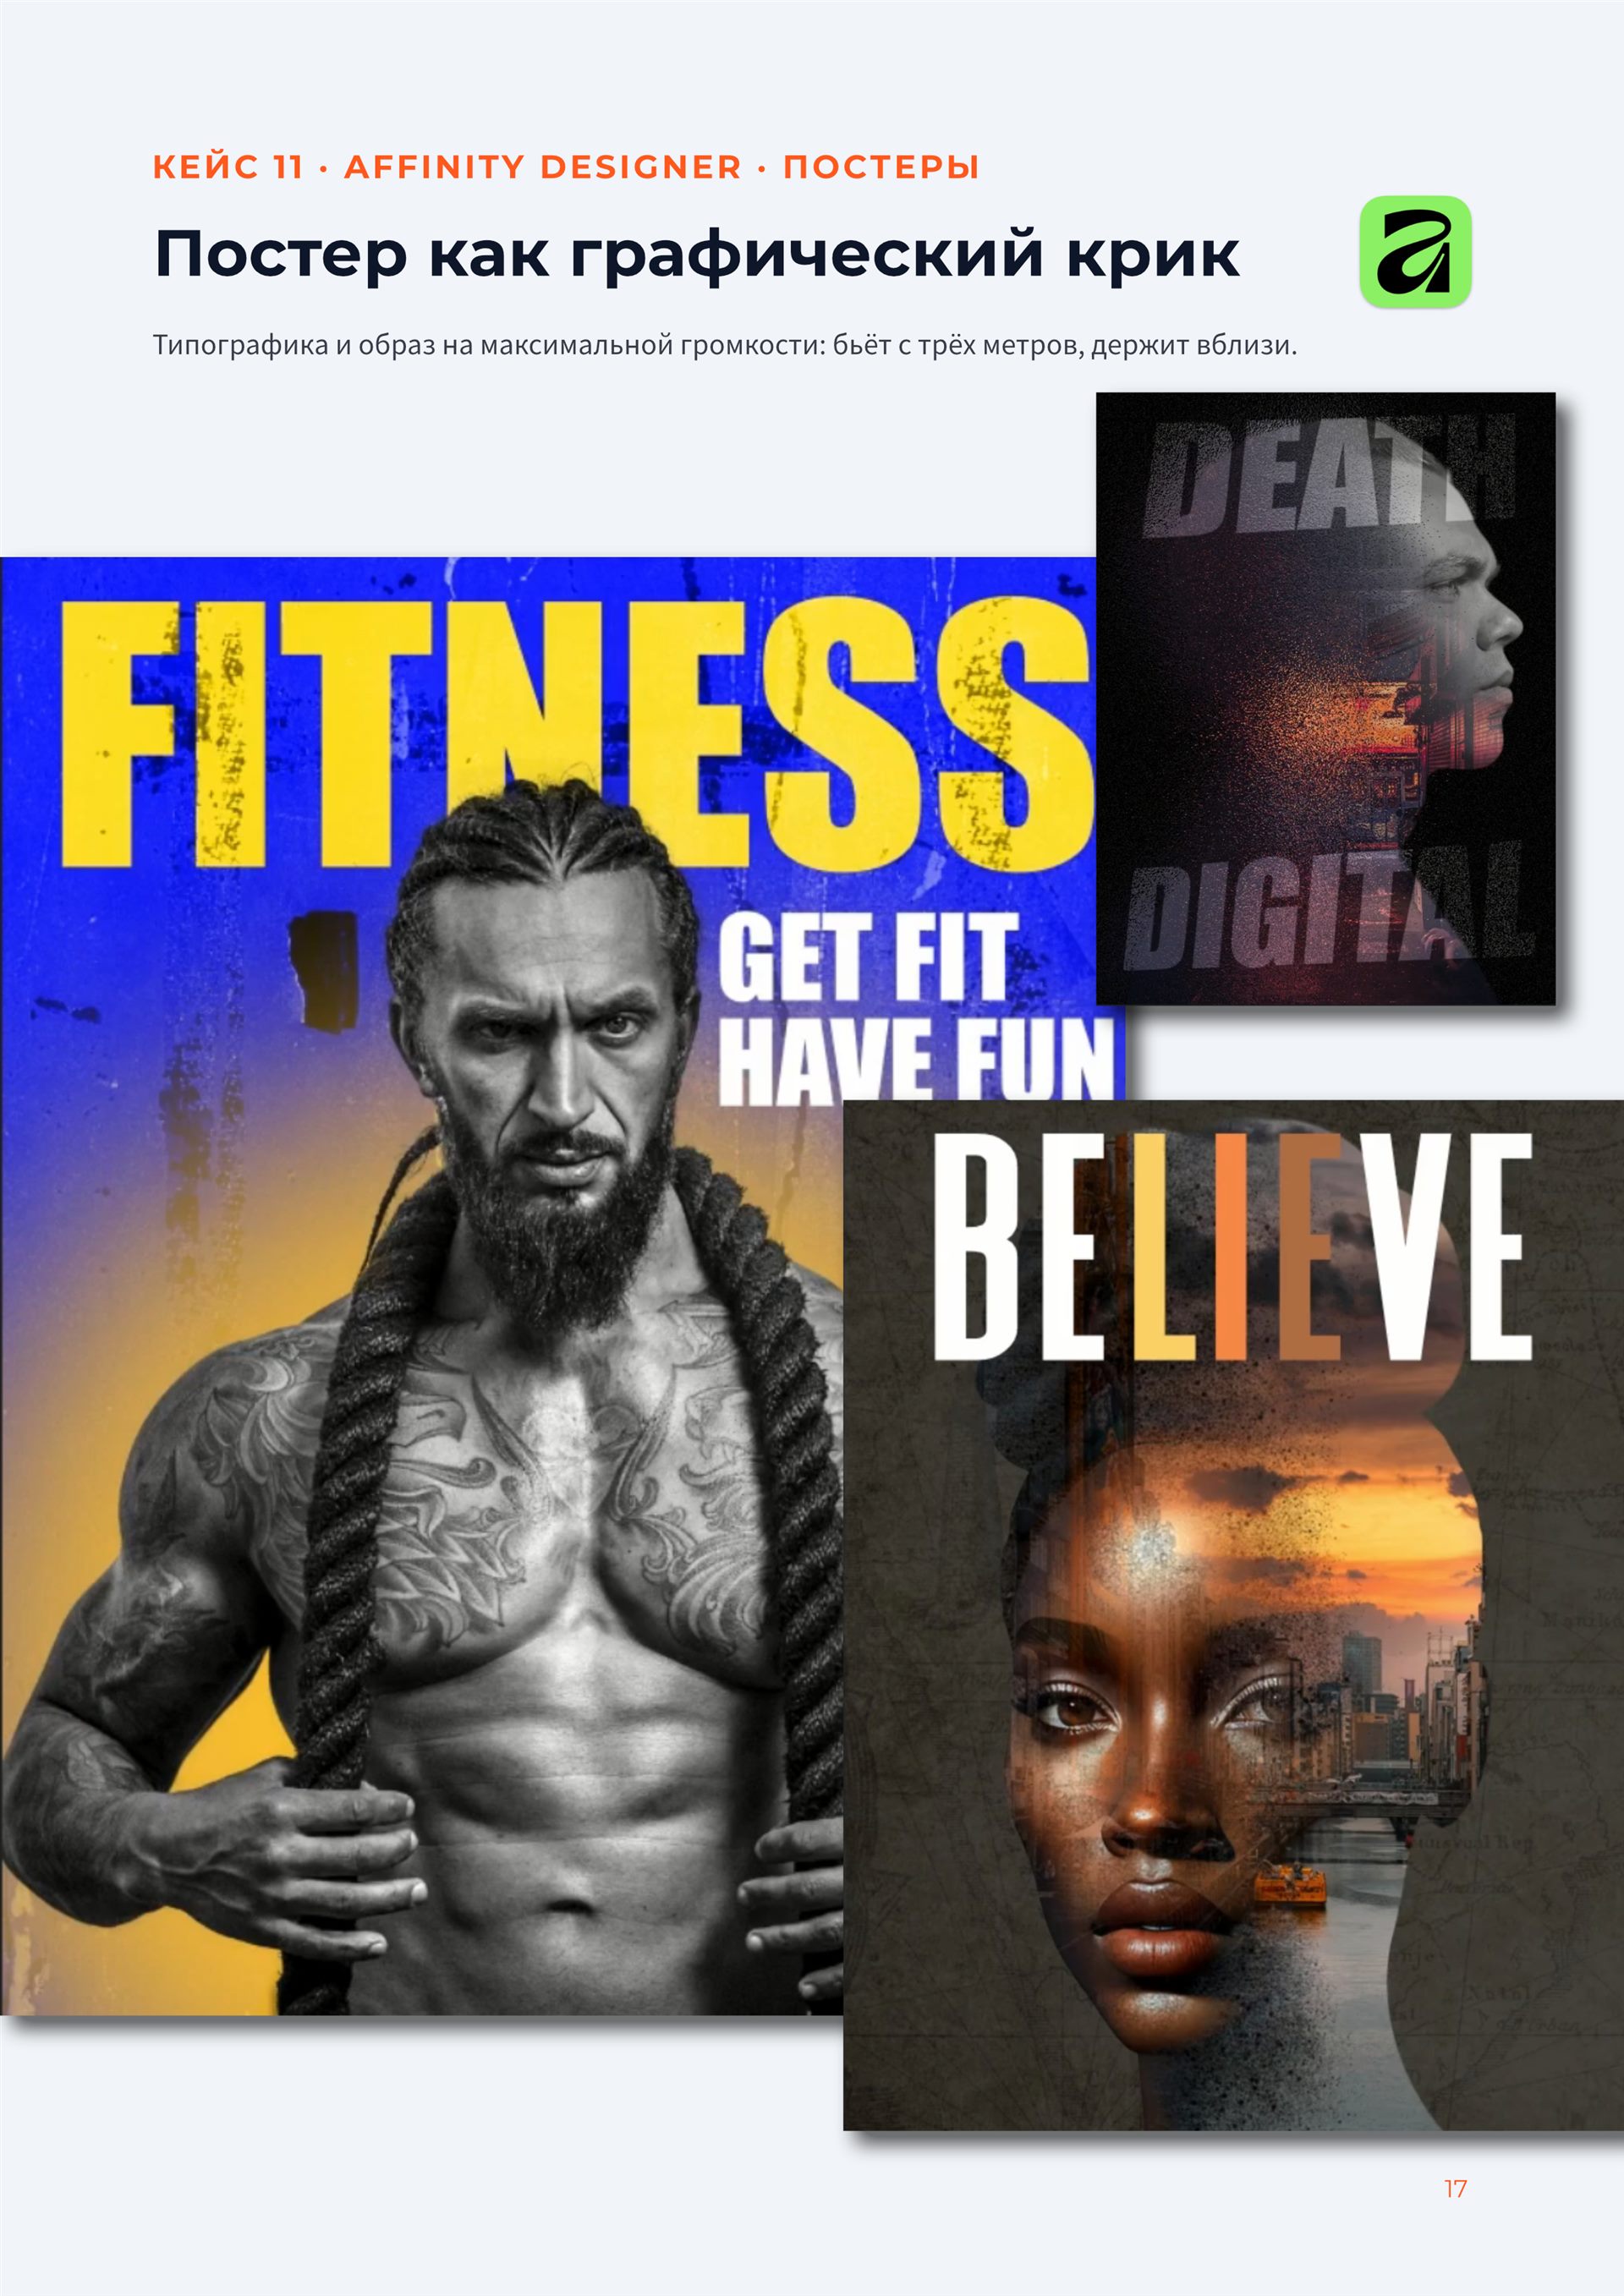 КЕЙС 11 · AFFINITY DESIGNER · ПОСТЕРЫ
Постер как графический крик
Типографика и образ на максимальной громкости: бьёт с трёх метров, держит вблизи.
DEATH
DIGITAL
FITNESS
GET FIT
HAVE FUN
BELIEVE
17